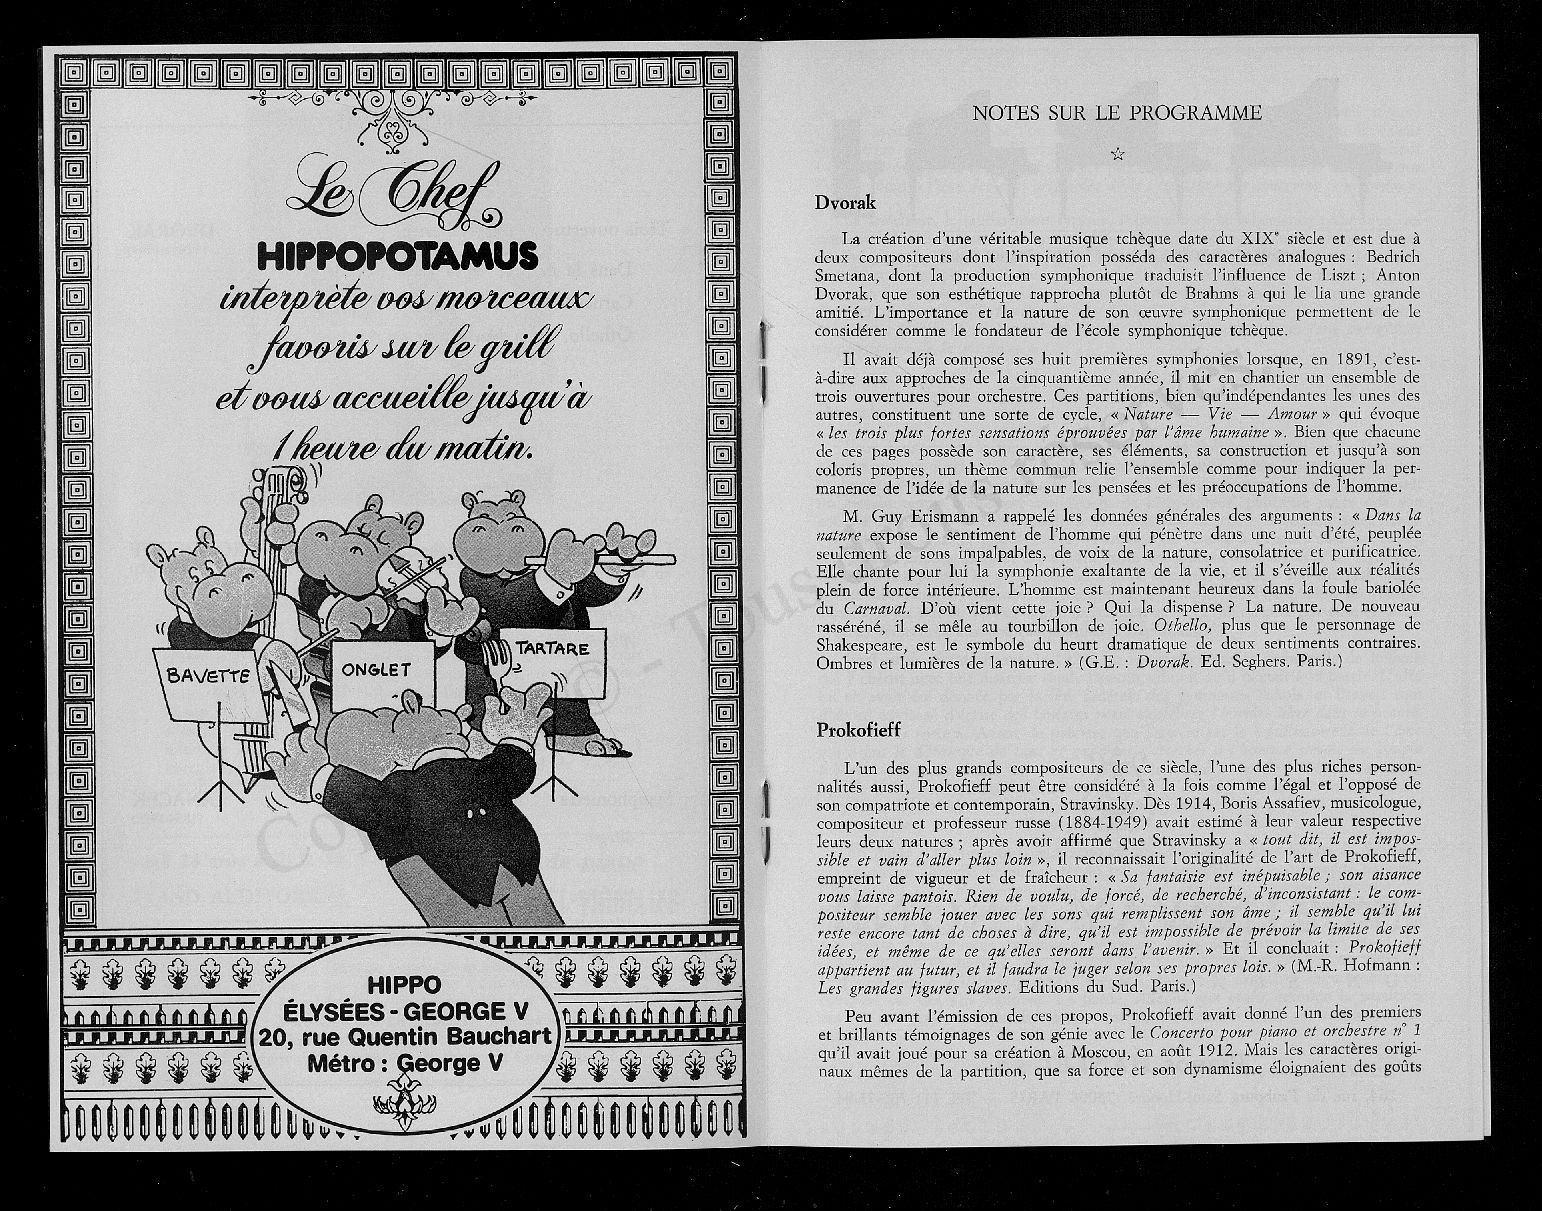 Le Chef
HIPPOPOTAMUS
interprète vos morceaux
favoris sur le grill
et vous accueille jusqu'à
1 heure du matin.
BAVETTE
ONGLET
TARTARE
HIPPO
ÉLYSÉES - GEORGE V
20, rue Quentin Bauchart
Métro : George V
NOTES SUR LE PROGRAMME
Dvorak
La création d'une véritable musique tchèque date du XIXe siècle et est due à
deux compositeurs dont l'inspiration posséda des caractères analogues : Bedrich
Smetana, dont la production symphonique traduisit l'influence de Liszt ; Anton
Dvorak, que son esthétique rapprocha plutôt de Brahms à qui le lia une grande
amitié. L'importance et la nature de son œuvre symphonique permettent de le
considérer comme le fondateur de l'école symphonique tchèque.
Il avait déjà composé ses huit premières symphonies lorsque, en 1891, c'est-
à-dire aux approches de la cinquantième année, il mit en chantier un ensemble de
trois ouvertures pour orchestre. Ces partitions, bien qu'indépendantes les unes des
autres, constituent une sorte de cycle, « Nature — Vie — Amour » qui évoque
« les trois plus fortes sensations éprouvées par l'âme humaine ». Bien que chacune
de ces pages possède son caractère, ses éléments, sa construction et jusqu'à son
coloris propres, un thème commun relie l'ensemble comme pour indiquer la per-
manence de l'idée de la nature sur les pensées et les préoccupations de l'homme.
M. Guy Erismann a rappelé les données générales des arguments : « Dans la
nature expose le sentiment de l'homme qui pénètre dans une nuit d'été, peuplée
seulement de sons impalpables, de voix de la nature, consolatrice et purificatrice.
Elle chante pour lui la symphonie exaltante de la vie, et il s'éveille aux réalités
plein de force intérieure. L'homme est maintenant heureux dans la foule bariolée
du Carnaval. D'où vient cette joie ? Qui la dispense ? La nature. De nouveau
rasséréné, il se mêle au tourbillon de joie. Othello, plus que le personnage de
Shakespeare, est le symbole du heurt dramatique de deux sentiments contraires.
Ombres et lumières de la nature. » (G.E. : Dvorak. Ed. Seghers. Paris.)
Prokofieff
L'un des plus grands compositeurs de ce siècle, l'une des plus riches person-
nalités aussi, Prokofieff peut être considéré à la fois comme l'égal et l'opposé de
son compatriote et contemporain, Stravinsky. Dès 1914, Boris Assafiev, musicologue,
compositeur et professeur russe (1884-1949) avait estimé à leur valeur respective
leurs deux natures ; après avoir affirmé que Stravinsky a « tout dit, il est impos-
sible et vain d'aller plus loin », il reconnaissait l'originalité de l'art de Prokofieff,
empreint de vigueur et de fraîcheur : « Sa fantaisie est inépuisable ; son aisance
vous laisse pantois. Rien de voulu, de forcé, de recherché, d'inconsistant : le com-
positeur semble jouer avec les sons qui remplissent son âme ; il semble qu'il lui
reste encore tant de choses à dire, qu'il est impossible de prévoir la limite de ses
idées, et même de ce qu'elles seront dans l'avenir. » Et il concluait : Prokofieff
appartient au futur, et il faudra le juger selon ses propres lois. » (M.-R. Hofmann :
Les grandes figures slaves. Editions du Sud. Paris.)
Peu avant l'émission de ces propos, Prokofieff avait donné l'un des premiers
et brillants témoignages de son génie avec le Concerto pour piano et orchestre n° 1
qu'il avait joué pour sa création à Moscou, en août 1912. Mais les caractères origi-
naux mêmes de la partition, que sa force et son dynamisme éloignaient des goûts